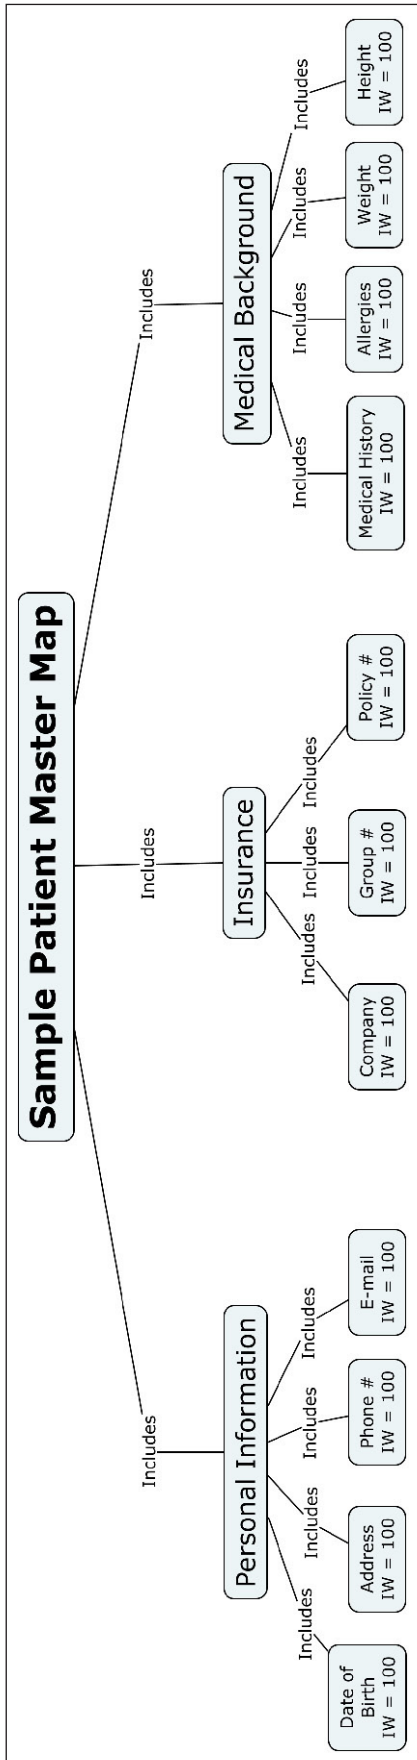 Sample Patient Master Map
Includes
Includes
Includes
Personal Information
Insurance
Medical Background
Includes
Includes
Includes
Includes
Includes
Includes
Includes
Includes
Includes
Includes
Includes
Date of
Birth
IW = 100
Address
IW = 100
Phone #
IW = 100
E-mail
IW = 100
Company
IW = 100
Group #
IW = 100
Policy #
IW = 100
Medical History
IW = 100
Allergies
IW = 100
Weight
IW = 100
Height
IW = 100